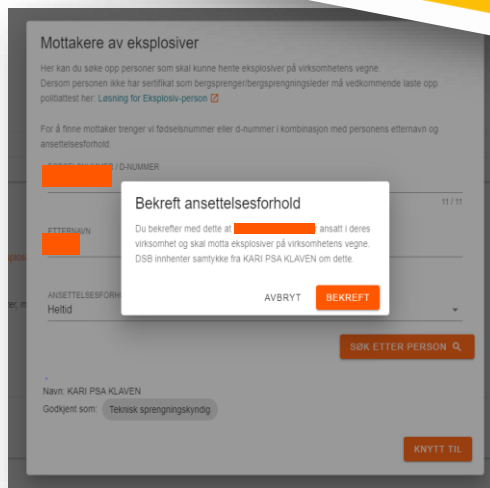 Mottakere av eksplosiver
Her kan du søke opp personer som skal kunne hente eksplosiver på virksomhetens vegne.
Dersom personen ikke har sertifikat som bergsprenger/bergsprengningsleder må vedkommende laste opp
politiattest her: Løsning for Eksplosiv-person
For å finne mottaker trenger vi fødselsnummer eller d-nummer i kombinasjon med personens etternavn og
ansettelsesforhold.
FØDSELSNUMMER / D-NUMMER
11 / 11
Bekreft ansettelsesforhold
Du bekrefter med dette at r ansatt i deres
virksomhet og skal motta eksplosiver på virksomhetens vegne.
DSB innhenter samtykke fra KARI PSA KLAVEN om dette.
AVBRYT BEKREFT
ETTERNAVN
ANSETTELSESFORH
Heltid
SØK ETTER PERSON
Navn: KARI PSA KLAVEN
Godkjent som: Teknisk sprengningskyndig
KNYTT TIL